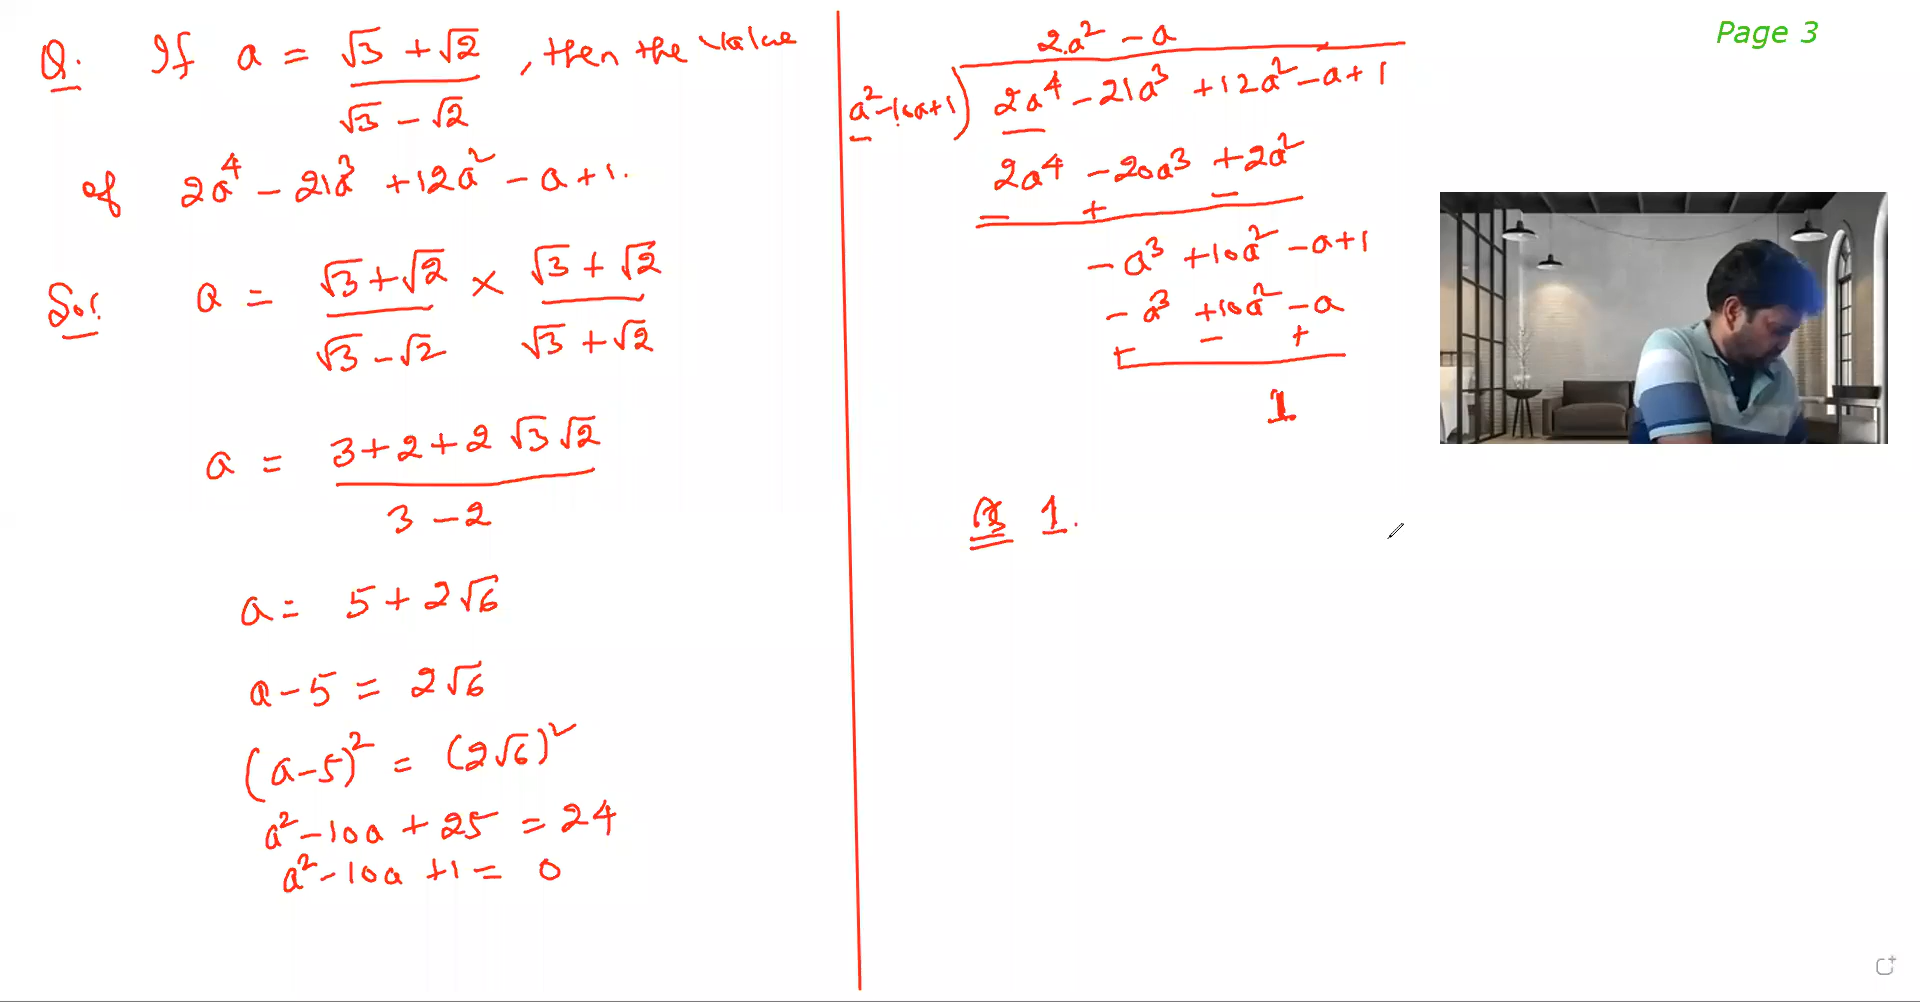 Q. If a = √3 + √2 / √3 - √2 , then the value
of 2a⁴ - 21a³ + 12a² - a + 1.
Sol: a = √3 + √2 / √3 - √2 × √3 + √2 / √3 + √2
a = 3 + 2 + 2 √3 √2 / 3 - 2
a = 5 + 2√6
a - 5 = 2√6
(a - 5)² = (2√6)²
a² - 10a + 25 = 24
a² - 10a + 1 = 0
2a² - a
a² - 10a + 1 ) 2a⁴ - 21a³ + 12a² - a + 1
2a⁴ - 20a³ + 2a²
- + -
- a³ + 10a² - a + 1
- a³ + 10a² - a
+ - +
1
1.
Page 3